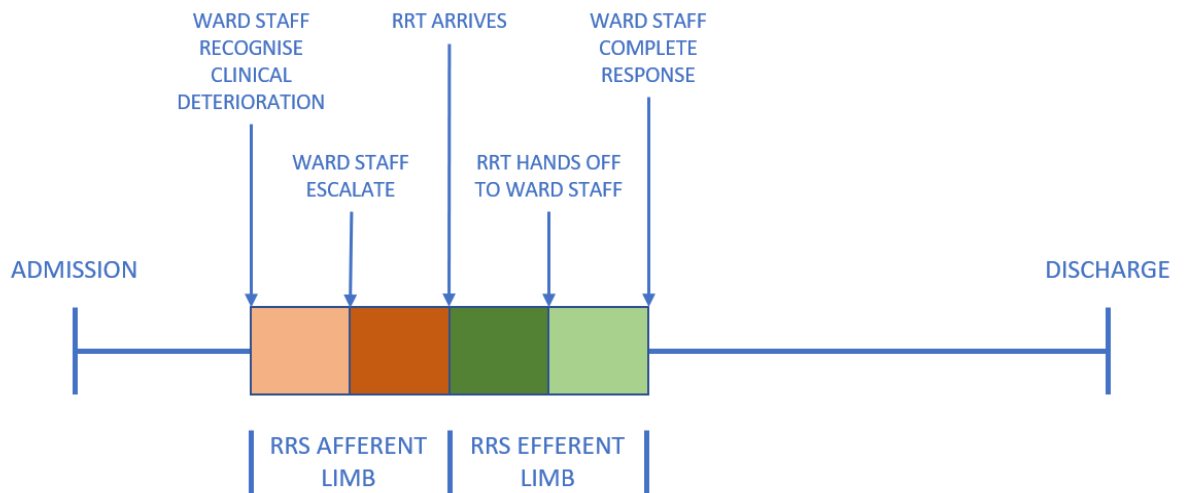 WARD STAFF
RECOGNISE
CLINICAL
DETERIORATION
RRT ARRIVES
WARD STAFF
COMPLETE
RESPONSE
WARD STAFF
ESCALATE
RRT HANDS OFF
TO WARD STAFF
ADMISSION
DISCHARGE
RRS AFFERENT
LIMB
RRS EFFERENT
LIMB